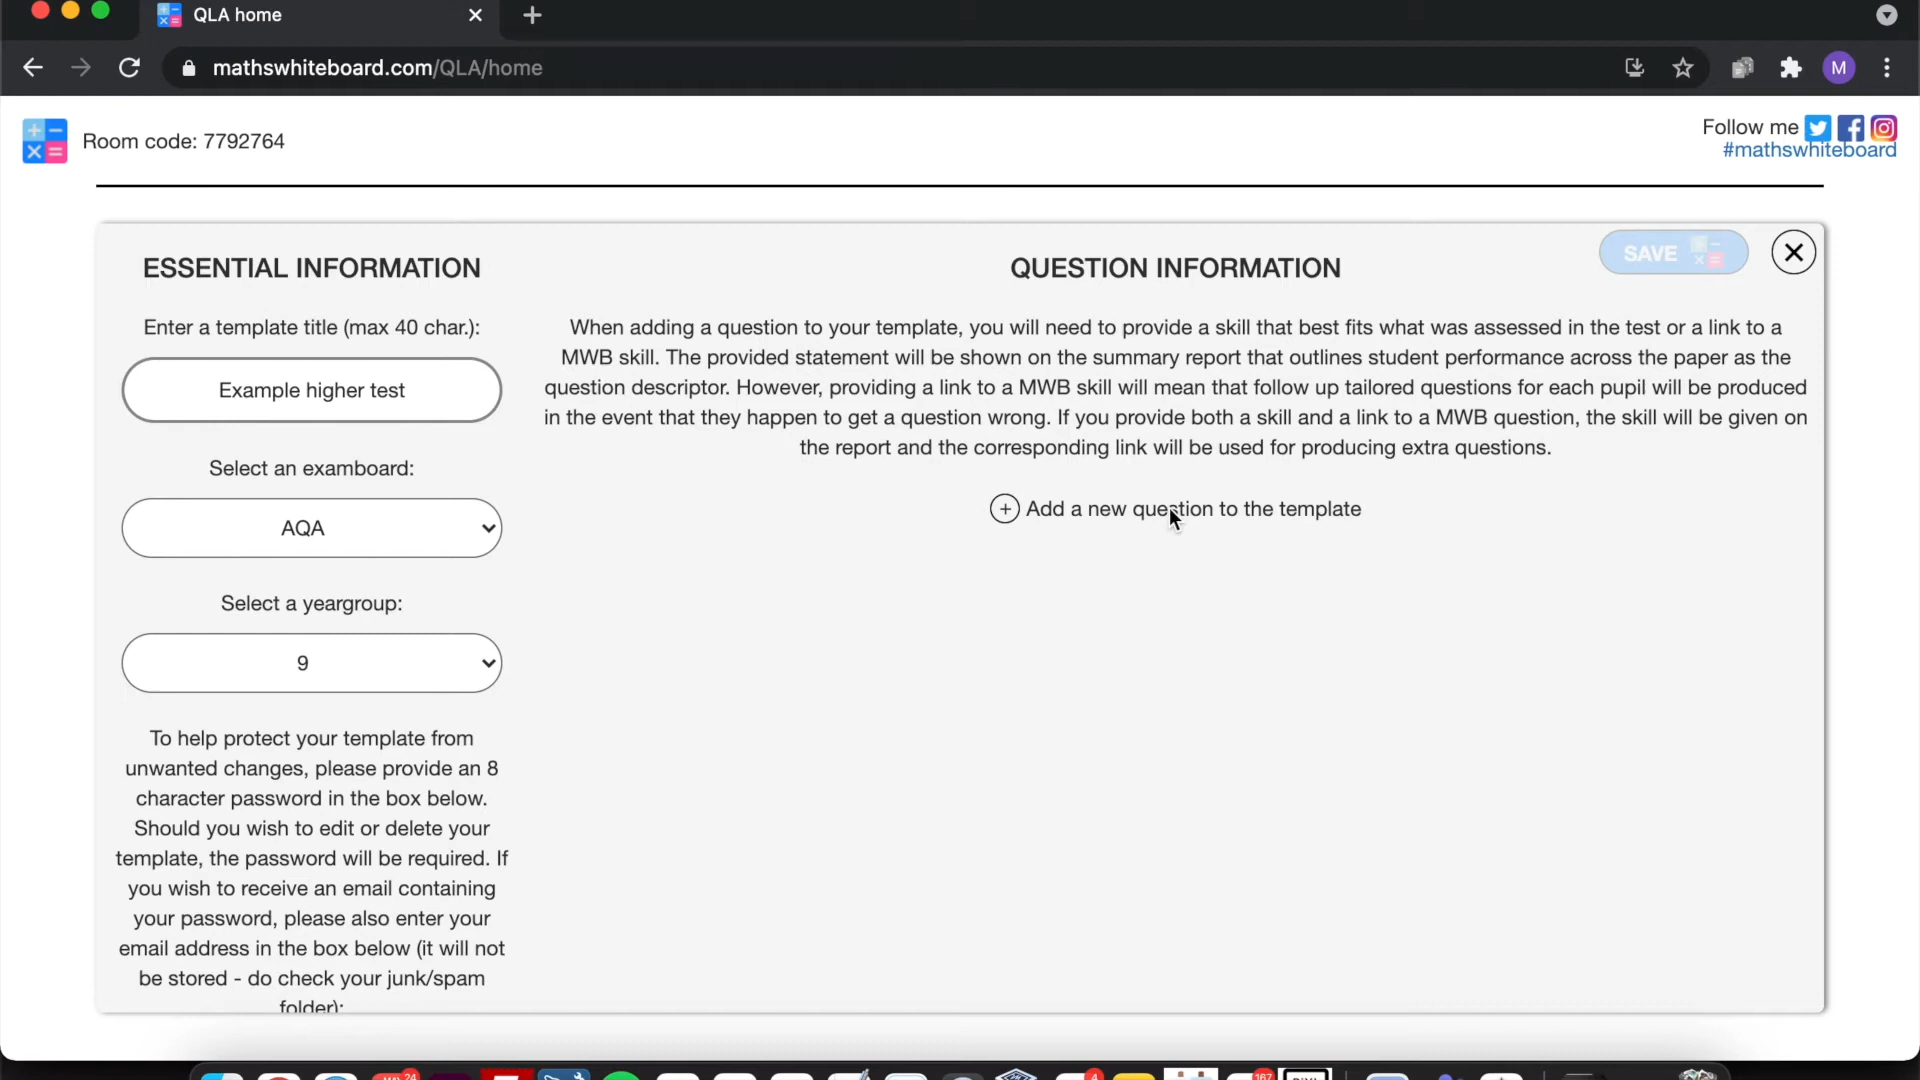 QLA home
mathswhiteboard.com/QLA/home
M
Room code: 7792764
Follow me
#mathswhiteboard
SAVE
ESSENTIAL INFORMATION
Enter a template title (max 40 char.):
Example higher test
Select an examboard:
AQA
Select a yeargroup:
9
To help protect your template from
unwanted changes, please provide an 8
character password in the box below.
Should you wish to edit or delete your
template, the password will be required. If
you wish to receive an email containing
your password, please also enter your
email address in the box below (it will not
be stored - do check your junk/spam
folder):
QUESTION INFORMATION
When adding a question to your template, you will need to provide a skill that best fits what was assessed in the test or a link to a
MWB skill. The provided statement will be shown on the summary report that outlines student performance across the paper as the
question descriptor. However, providing a link to a MWB skill will mean that follow up tailored questions for each pupil will be produced
in the event that they happen to get a question wrong. If you provide both a skill and a link to a MWB question, the skill will be given on
the report and the corresponding link will be used for producing extra questions.
+ Add a new question to the template
24
4
167